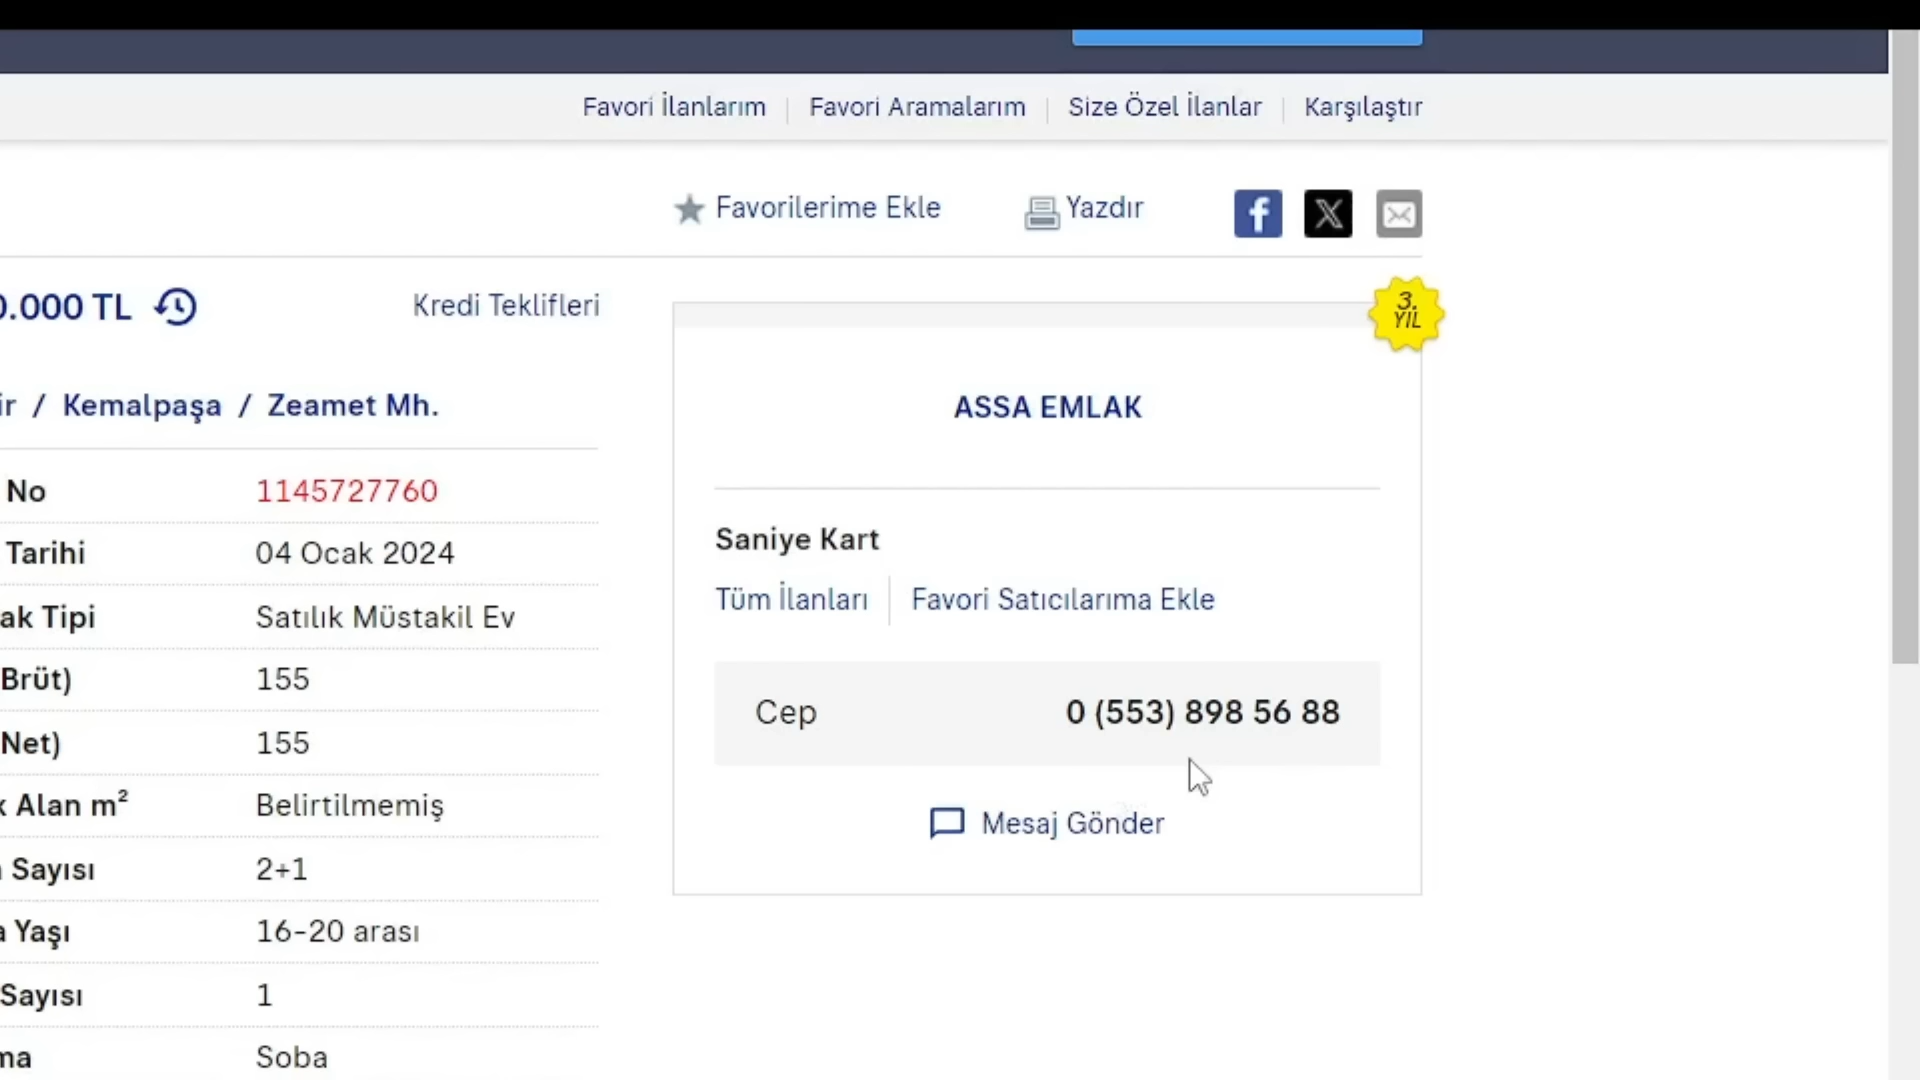 Favori İlanlarım Favori Aramalarım Size Özel İlanlar Karşılaştır
Favorilerime Ekle Yazdır
0.000 TL Kredi Teklifleri
3.
YIL
ir / Kemalpaşa / Zeamet Mh.
ASSA EMLAK
No 1145727760
Tarihi 04 Ocak 2024
ak Tipi Satılık Müstakil Ev
Brüt) 155
Net) 155
k Alan m² Belirtilmemiş
Sayısı 2+1
a Yaşı 16-20 arası
Sayısı 1
ma Soba
Saniye Kart
Tüm İlanları Favori Satıcılarıma Ekle
Cep 0 (553) 898 56 88
Mesaj Gönder